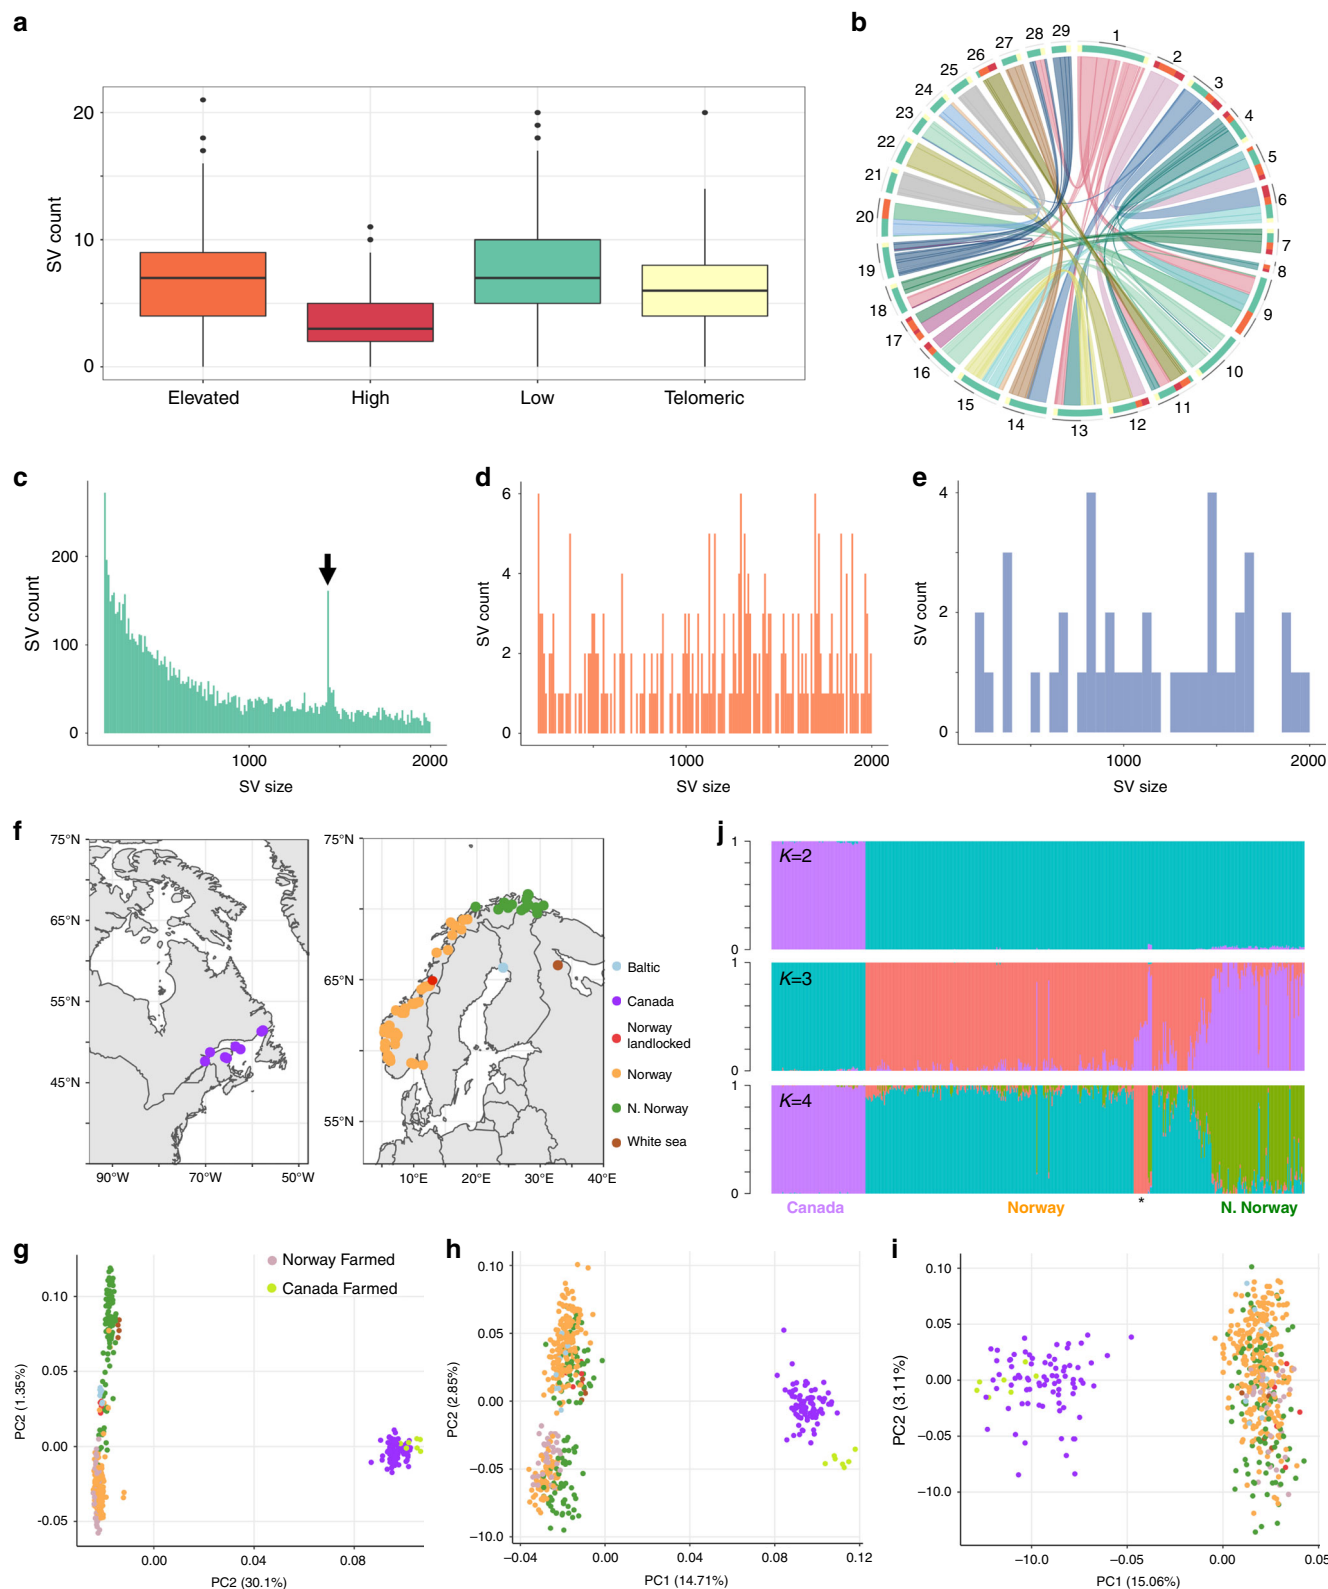 a
SV count
20
10
0
Elevated
High
Low
Telomeric
b
1
2
3
4
5
6
7
8
9
10
11
12
13
14
15
16
17
18
19
20
21
22
23
24
25
26
27
28
29
c
SV count
200
100
0
1000
2000
SV size
d
SV count
6
4
2
0
1000
2000
SV size
e
SV count
4
2
0
1000
2000
SV size
f
75°N
65°N
55°N
45°N
90°W
70°W
50°W
75°N
65°N
55°N
10°E
20°E
30°E
40°E
Baltic
Canada
Norway
landlocked
Norway
N. Norway
White sea
j
1
0
K=2
1
0
K=3
1
0
K=4
Canada
Norway
*
N. Norway
g
Norway Farmed
Canada Farmed
PC2 (1.35%)
0.10
0.05
0.00
-0.05
0.00
0.04
0.08
PC2 (30.1%)
h
PC2 (2.85%)
0.10
0.05
0.00
−0.05
−10.0
−0.04
0.00
0.04
0.08
0.12
PC1 (14.71%)
i
PC2 (3.11%)
0.10
0.05
0.00
−0.05
−10.0
−10.0
−0.05
0.00
0.05
PC1 (15.06%)